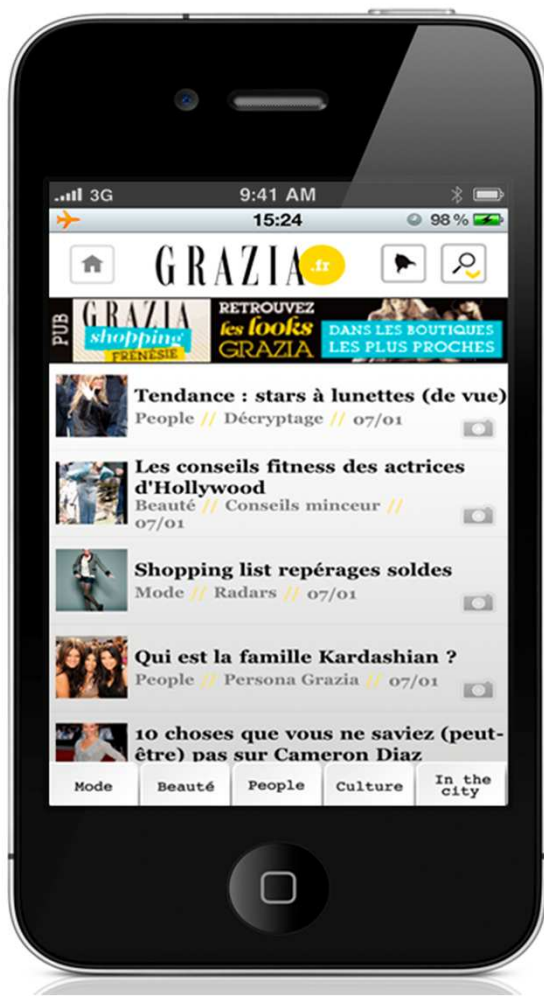 3G 9:41 AM
15:24 98 %
GRAZIA .fr
PUB
GRAZIA
shopping
FRÉNÉSIE
RETROUVEZ
les looks
GRAZIA
DANS LES BOUTIQUES
LES PLUS PROCHES
Tendance : stars à lunettes (de vue)
People // Décryptage // 07/01
Les conseils fitness des actrices
d'Hollywood
Beauté // Conseils minceur //
07/01
Shopping list repérages soldes
Mode // Radars // 07/01
Qui est la famille Kardashian ?
People // Persona Grazia // 07/01
10 choses que vous ne saviez (peut-
être) pas sur Cameron Diaz
Mode Beauté People Culture In the
city